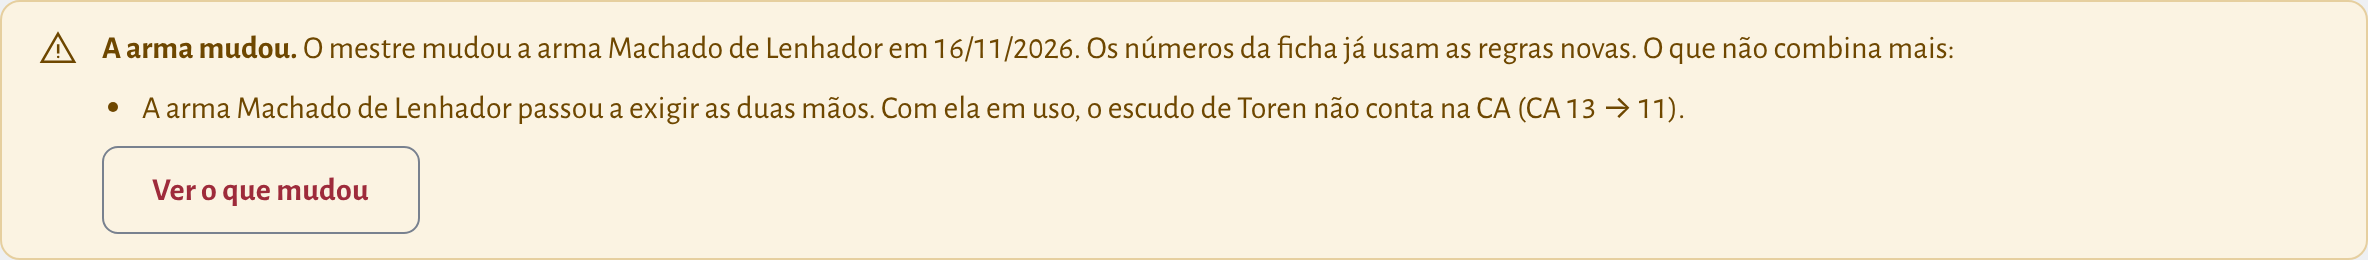 A arma mudou. O mestre mudou a arma Machado de Lenhador em 16/11/2026. Os números da ficha já usam as regras novas. O que não combina mais:
• A arma Machado de Lenhador passou a exigir as duas mãos. Com ela em uso, o escudo de Toren não conta na CA (CA 13 → 11).
Ver o que mudou